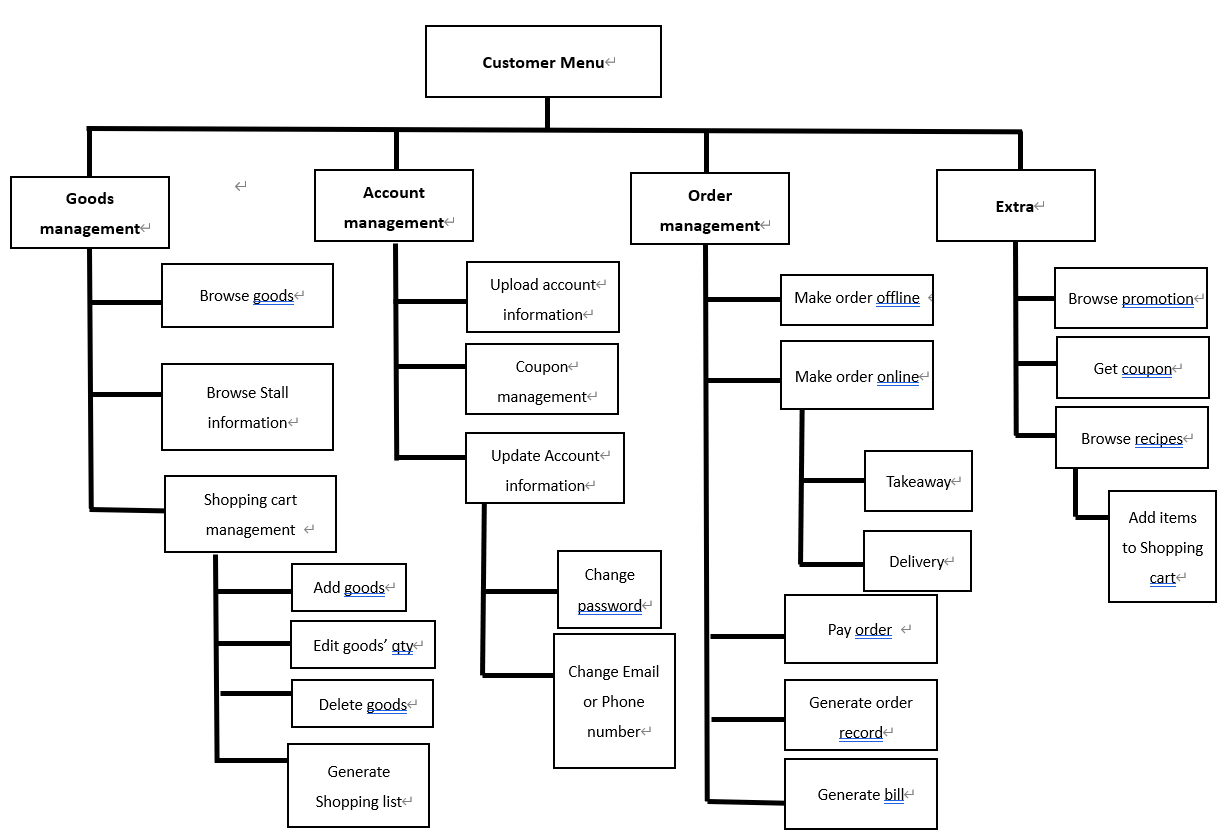 Customer Menu
Goods
management
Browse goods
Browse Stall
information
Shopping cart
management
Add goods
Edit goods’ qty
Delete goods
Generate
Shopping list
Account
management
Upload account
information
Coupon
management
Update Account
information
Change
password
Change Email
or Phone
number
Order
management
Make order offline
Make order online
Takeaway
Delivery
Pay order
Generate order
record
Generate bill
Extra
Browse promotion
Get coupon
Browse recipes
Add items
to Shopping
cart